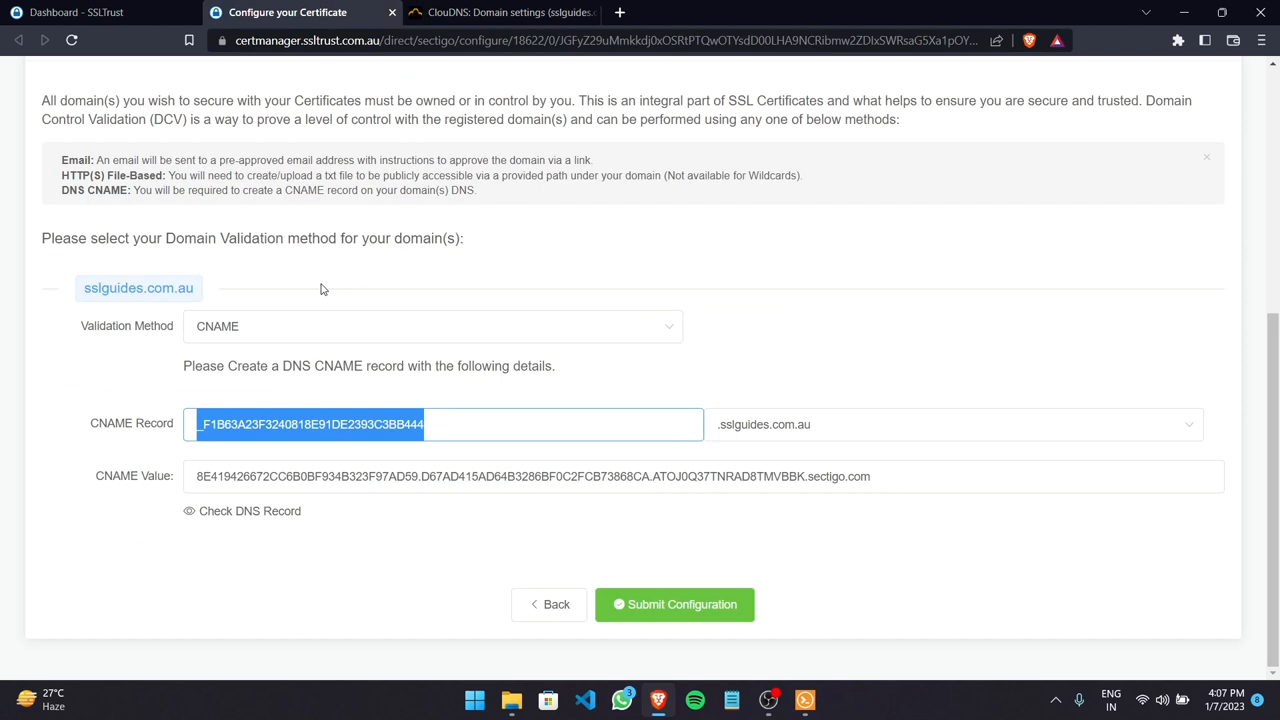 Dashboard - SSLTrust
Configure your Certificate
ClouDNS: Domain settings (sslguides.c
certmanager.ssltrust.com.au/direct/sectigo/configure/18622/0/JGFyZ29uMmkkdj0xOSRtPTQwOTYsdD00LHA9NCRibmw2ZDlxSWRsaG5Xa1pOY...
All domain(s) you wish to secure with your Certificates must be owned or in control by you. This is an integral part of SSL Certificates and what helps to ensure you are secure and trusted. Domain
Control Validation (DCV) is a way to prove a level of control with the registered domain(s) and can be performed using any one of below methods:
Email: An email will be sent to a pre-approved email address with instructions to approve the domain via a link.
HTTP(S) File-Based: You will need to create/upload a txt file to be publicly accessible via a provided path under your domain (Not available for Wildcards).
DNS CNAME: You will be required to create a CNAME record on your domain(s) DNS.
Please select your Domain Validation method for your domain(s):
sslguides.com.au
Validation Method
CNAME
Please Create a DNS CNAME record with the following details.
CNAME Record
_F1B63A23F3240818E91DE2393C3BB444
.sslguides.com.au
CNAME Value:
8E419426672CC6B0BF934B323F97AD59.D67AD415AD64B3286BF0C2FCB73868CA.ATOJ0Q37TNRAD8TMVBBK.sectigo.com
Check DNS Record
Back
Submit Configuration
27°C
Haze
3
ENG
IN
4:07 PM
1/7/2023
8